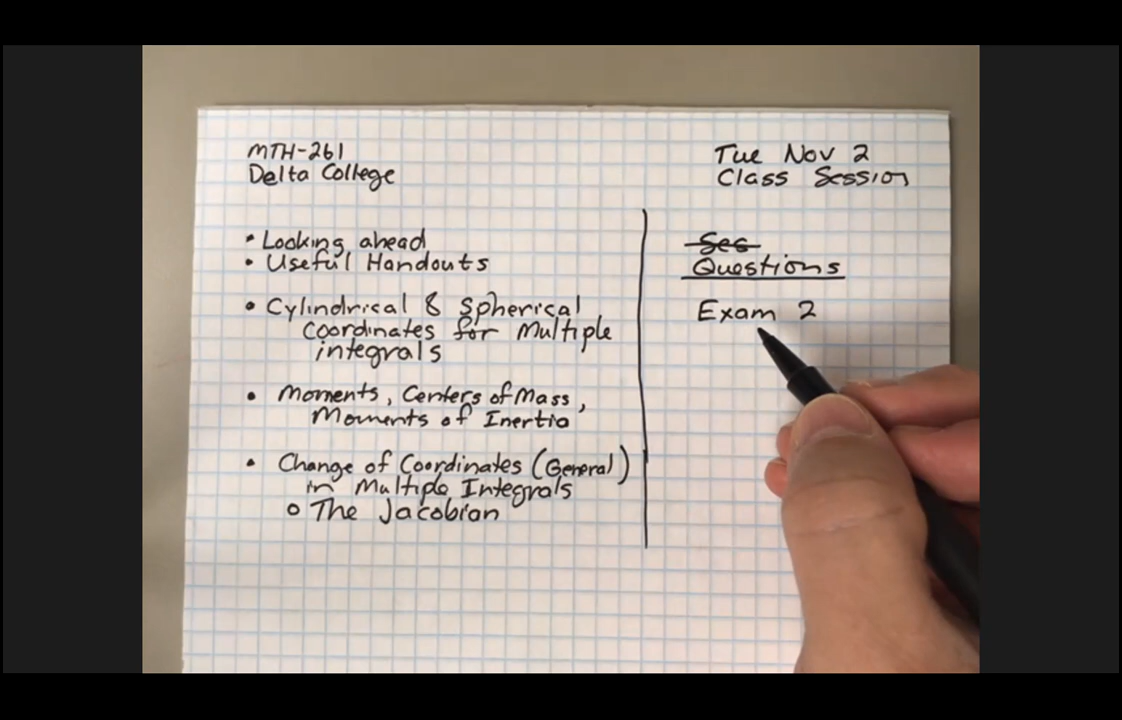 MTH-261
Delta College
Tue Nov 2
Class Session
• Looking ahead
• Useful Handouts
• Cylindrical & Spherical
Coordinates for Multiple
integrals
• Moments, Centers of Mass,
Moments of Inertia
• Change of Coordinates (General)
in Multiple Integrals
o The Jacobian
Ses
Questions
Exam 2